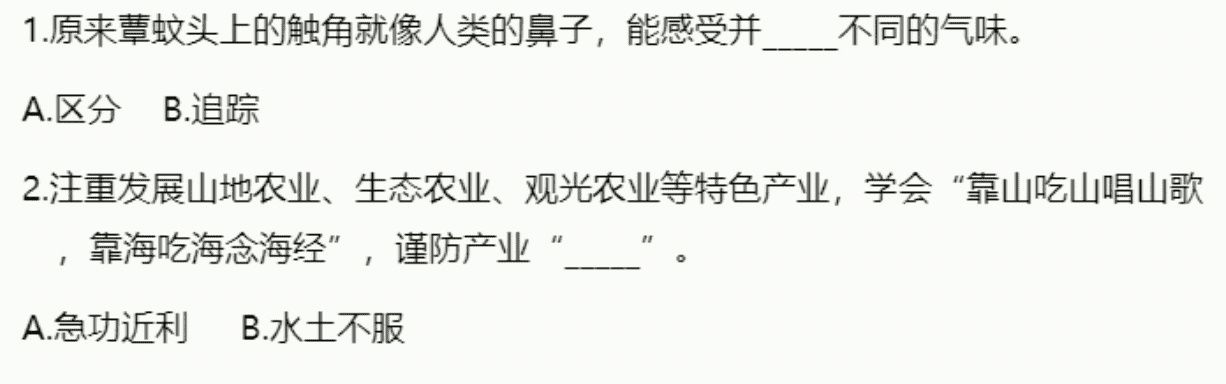 1.原来蕈蚊头上的触角就像人类的鼻子，能感受并_____不同的气味。
A.区分 B.追踪
2.注重发展山地农业、生态农业、观光农业等特色产业，学会“靠山吃山唱山歌
，靠海吃海念海经”，谨防产业“_____”。
A.急功近利 B.水土不服